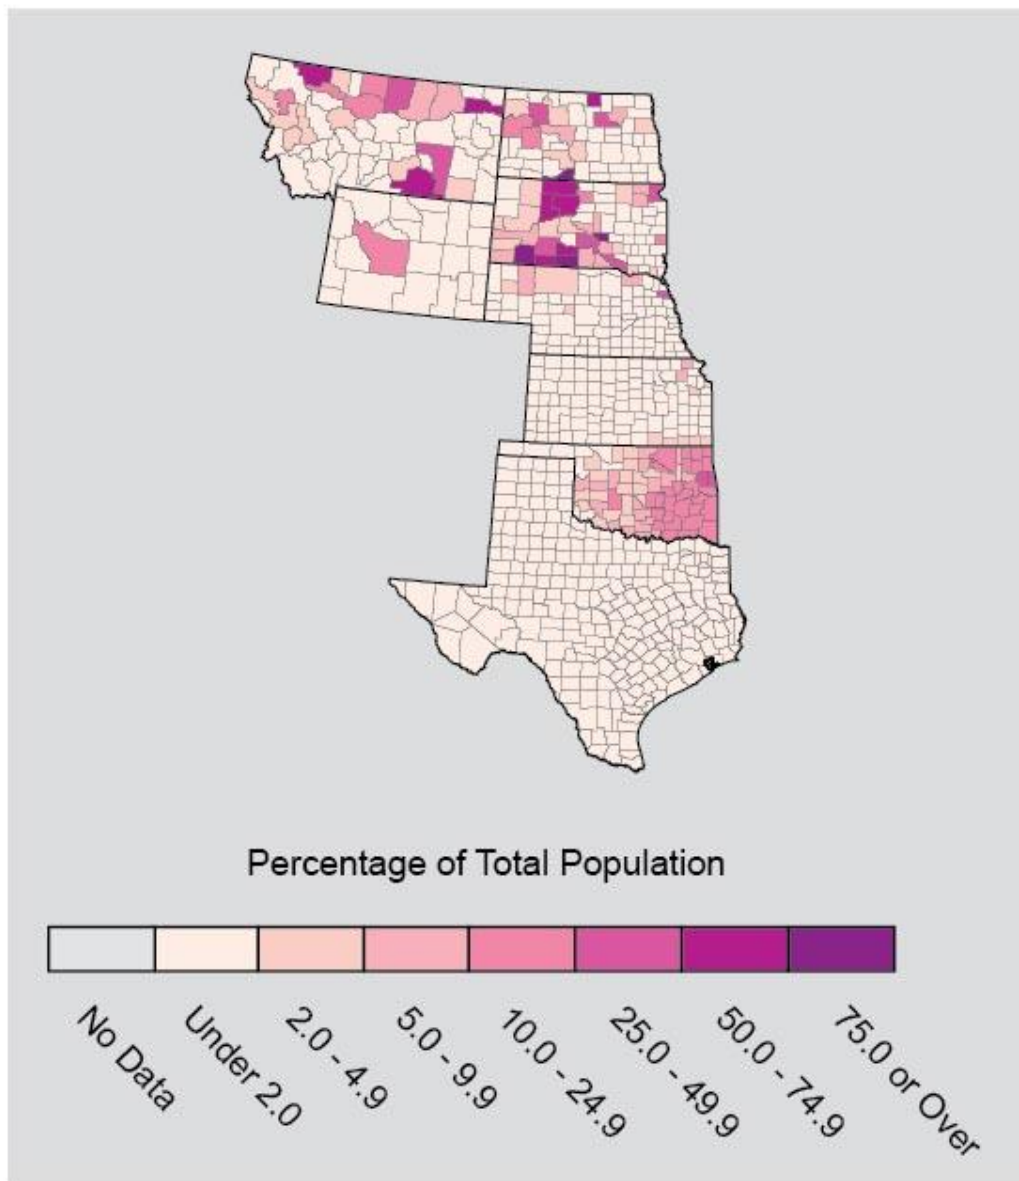 Percentage of Total Population
No Data
Under 2.0
2.0 - 4.9
5.0 - 9.9
10.0 - 24.9
25.0 - 49.9
50.0 - 74.9
75.0 or Over